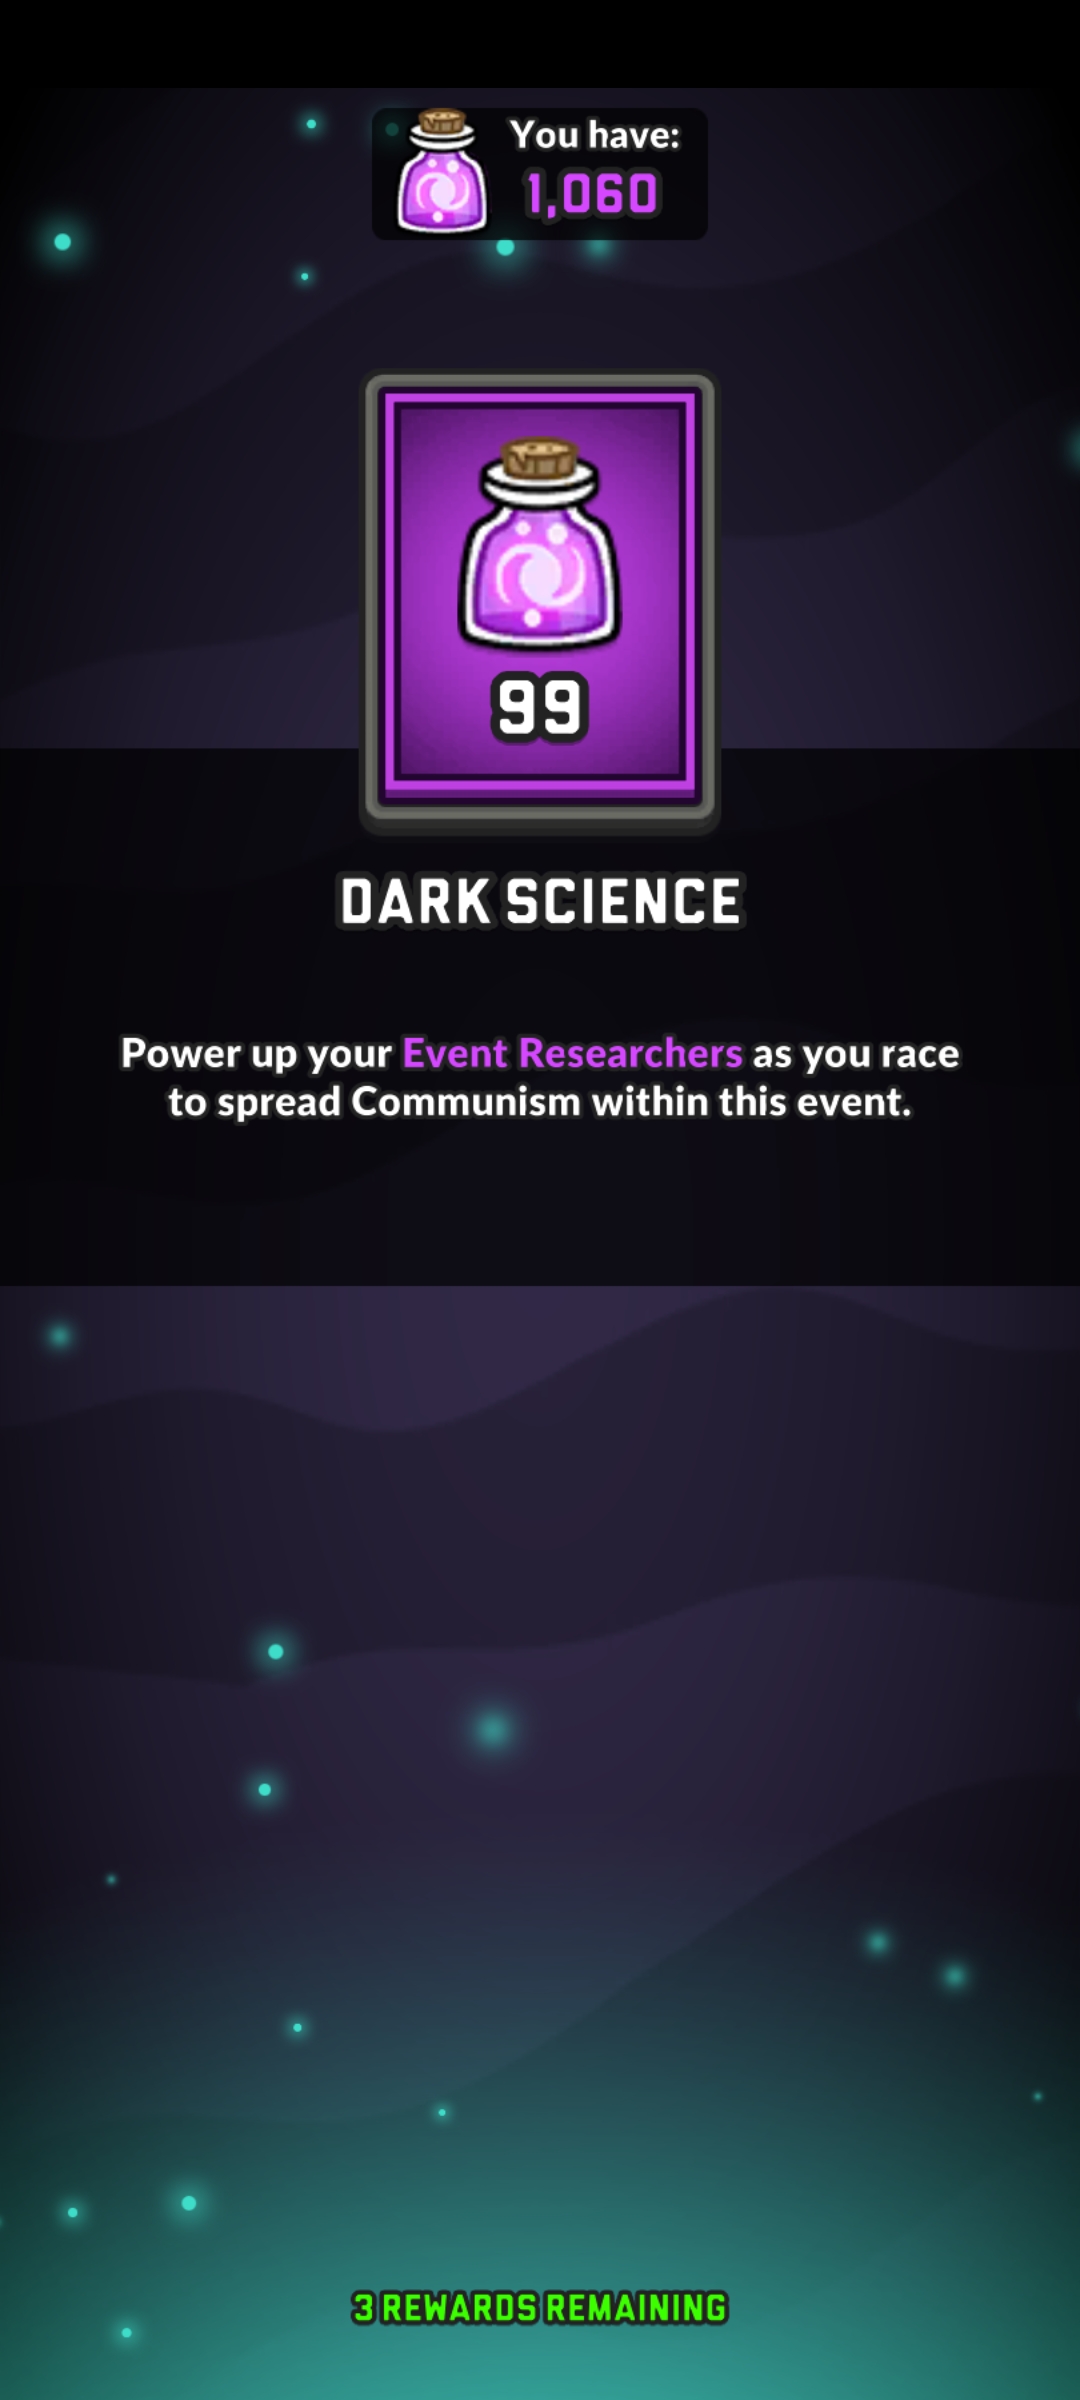 You have:
1,060
99
DARK SCIENCE
Power up your Event Researchers as you race
to spread Communism within this event.
3 REWARDS REMAINING